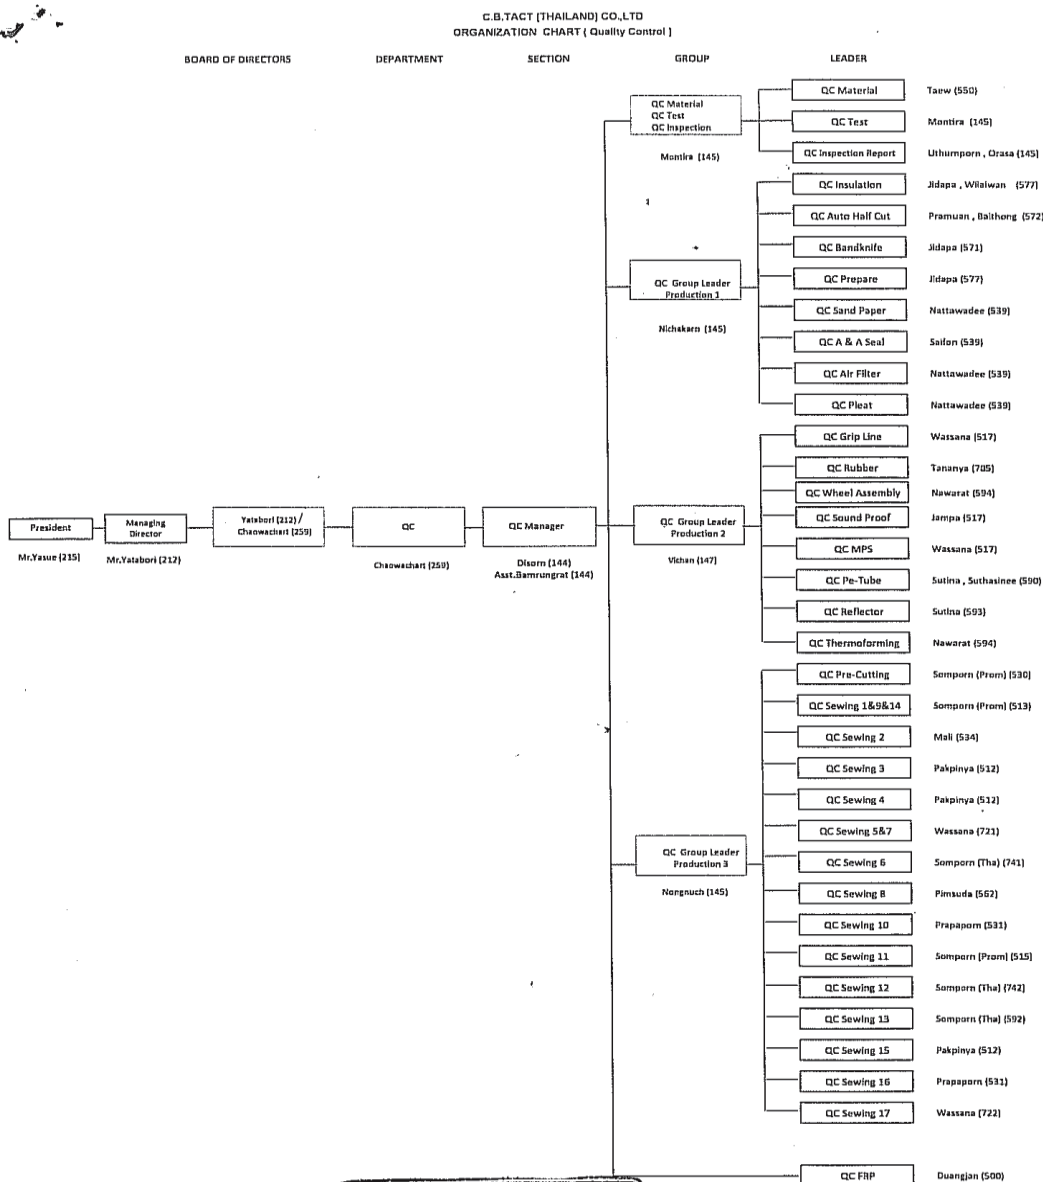 C.B.TACT (THAILAND) CO.,LTD
ORGANIZATION CHART ( Quality Control )
BOARD OF DIRECTORS DEPARTMENT SECTION GROUP LEADER
President
Mr.Yasue (215)
Managing
Director
Mr.Yatabori (212)
Yatabori (212) /
Chaowachart (259)
QC
Chaowachart (259)
QC Manager
Disorn (144)
Asst.Bamrungrat (144)
QC Material
QC Test
QC Inspection
Montira (145)
QC Material Taew (550)
QC Test Montira (145)
QC Inspection Report Uthumporn , Orasa (145)
QC Group Leader
Production 1
Nichakarn (145)
QC Insulation Jidapa , Wilaiwan (577)
QC Auto Half Cut Pramuan , Baithong (572)
QC Bandknife Jidapa (571)
QC Prepare Jidapa (577)
QC Sand Paper Nattawadee (539)
QC A & A Seal Saifon (539)
QC Air Filter Nattawadee (539)
QC Pleat Nattawadee (539)
QC Group Leader
Production 2
Vichan (147)
QC Grip Line Wassana (517)
QC Rubber Tananya (705)
QC Wheel Assembly Nawarat (594)
QC Sound Proof Jampa (517)
QC MPS Wassana (517)
QC Pe-Tube Sutina , Suthasinee (590)
QC Reflector Sutina (593)
QC Thermoforming Nawarat (594)
QC Group Leader
Production 3
Nongnuch (145)
QC Pre-Cutting Somporn (Prom) (530)
QC Sewing 1&9&14 Somporn (Prom) (513)
QC Sewing 2 Mali (534)
QC Sewing 3 Pakpinya (512)
QC Sewing 4 Pakpinya (512)
QC Sewing 5&7 Wassana (721)
QC Sewing 6 Somporn (Tha) (741)
QC Sewing 8 Pimsuda (562)
QC Sewing 10 Prapaporn (531)
QC Sewing 11 Somporn (Prom) (515)
QC Sewing 12 Somporn (Tha) (742)
QC Sewing 13 Somporn (Tha) (592)
QC Sewing 15 Pakpinya (512)
QC Sewing 16 Prapaporn (531)
QC Sewing 17 Wassana (722)
QC FRP Duangjan (500)